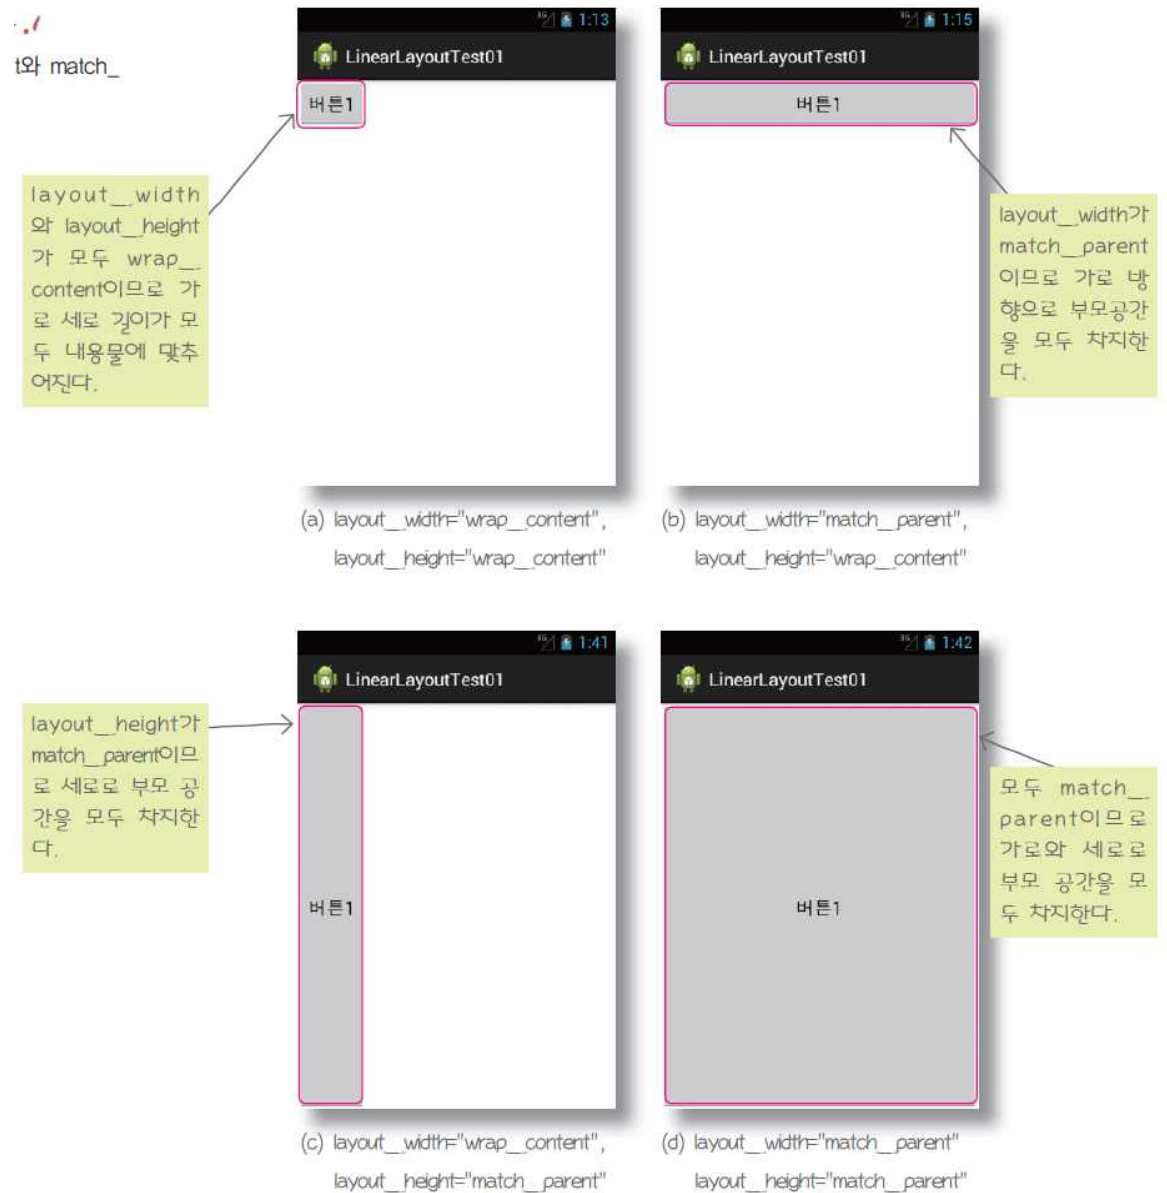 t와 match_
1:13
LinearLayoutTest01
버튼1
layout_width
와 layout_height
가 모두 wrap_
content이므로 가
로 세로 길이가 모
두 내용물에 맞추
어진다.
(a) layout_width="wrap_content",
layout_height="wrap_content"
1:15
LinearLayoutTest01
버튼1
layout_width가
match_parent
이므로 가로 방
향으로 부모공간
을 모두 차지한
다.
(b) layout_width="match_parent",
layout_height="wrap_content"
1:41
LinearLayoutTest01
layout_height가
match_parent이므
로 세로로 부모 공
간을 모두 차지한
다.
버튼1
(c) layout_width="wrap_content",
layout_height="match_parent"
1:42
LinearLayoutTest01
버튼1
모두 match_
parent이므로
가로와 세로로
부모 공간을 모
두 차지한다.
(d) layout_width="match_parent"
layout_height="match_parent"